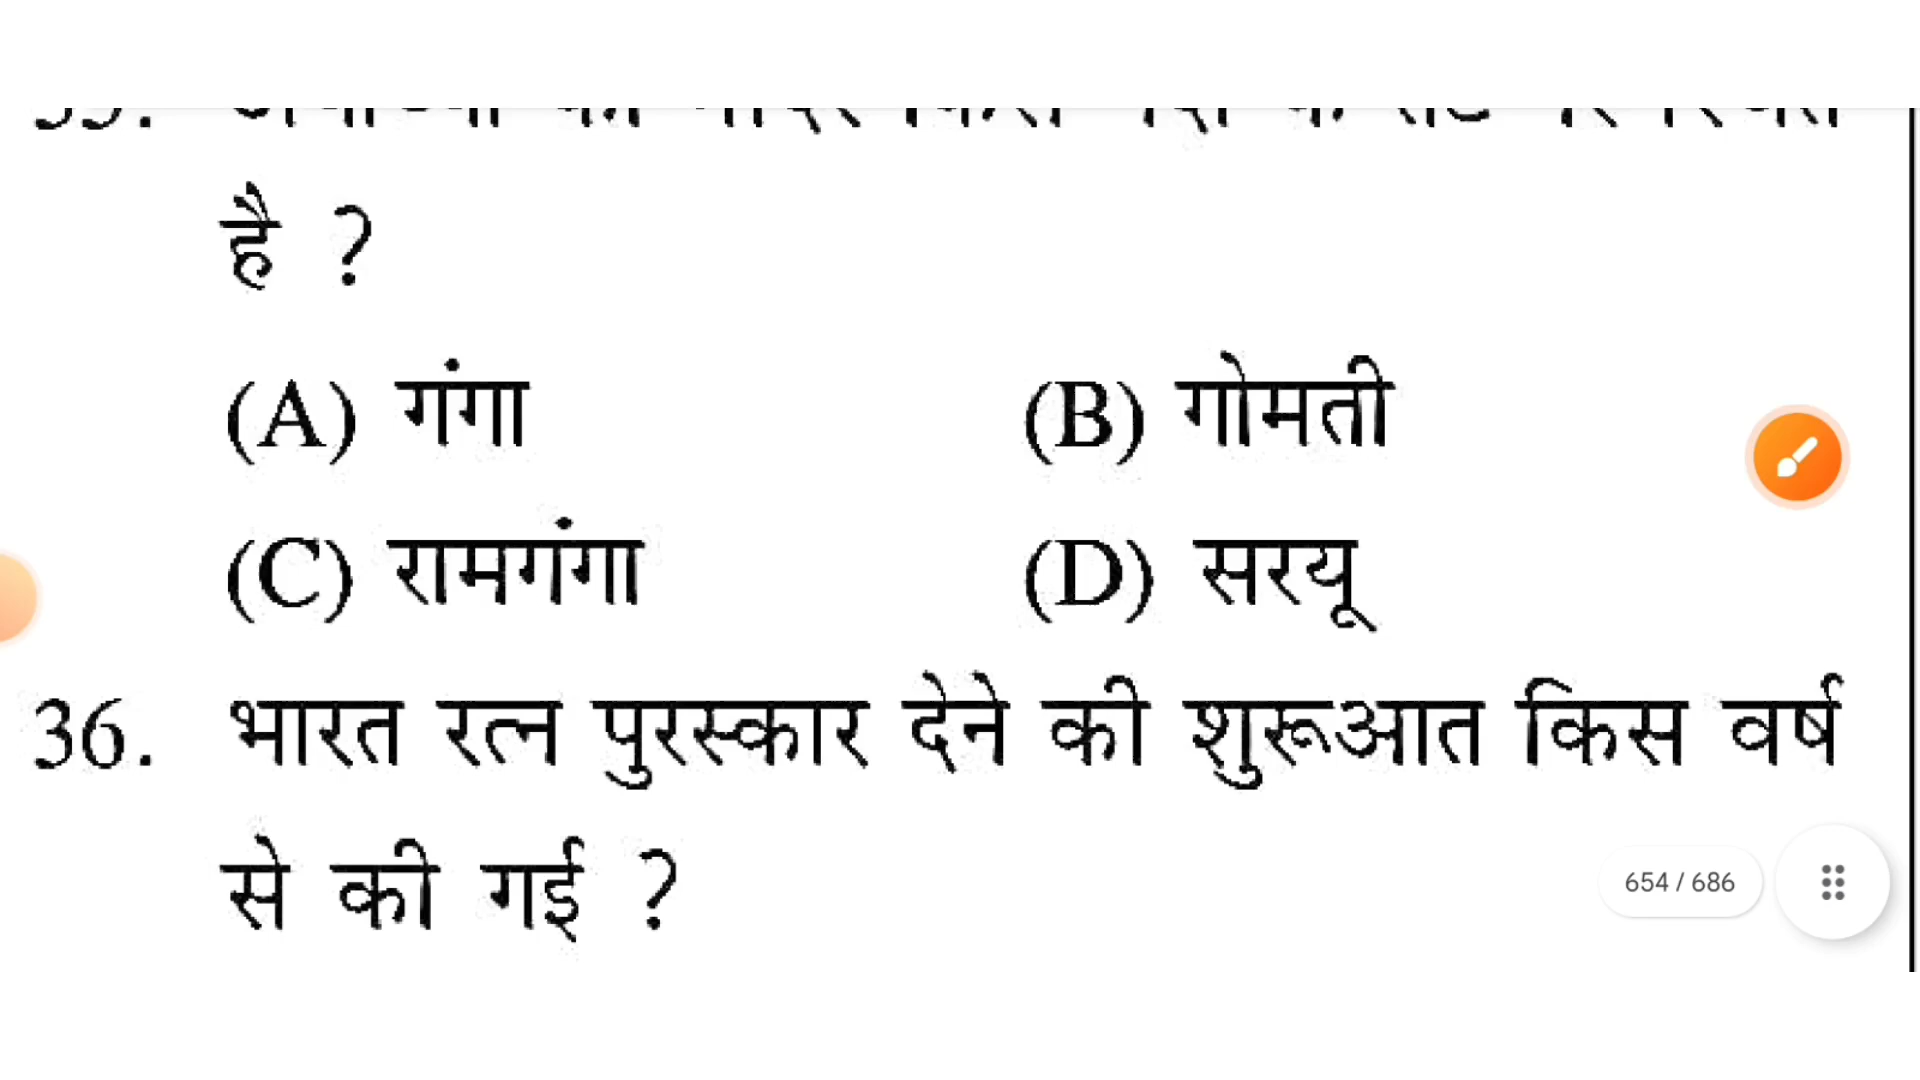 है ?
(A) गंगा (B) गोमती
(C) रामगंगा (D) सरयू
36. भारत रत्न पुरस्कार देने की शुरूआत किस वर्ष
से की गई ?
654 / 686